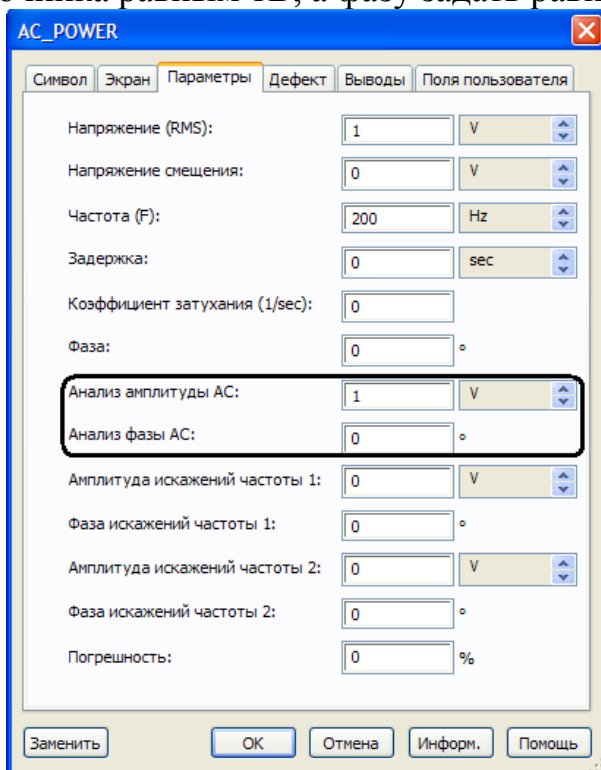 AC_POWER
Символ Экран Параметры Дефект Выводы Поля пользователя
Напряжение (RMS): 1 V
Напряжение смещения: 0 V
Частота (F): 200 Hz
Задержка: 0 sec
Коэффициент затухания (1/sec): 0
Фаза: 0 °
Анализ амплитуды AC: 1 V
Анализ фазы AC: 0 °
Амплитуда искажений частоты 1: 0 V
Фаза искажений частоты 1: 0 °
Амплитуда искажений частоты 2: 0 V
Фаза искажений частоты 2: 0 °
Погрешность: 0 %
Заменить OK Отмена Информ. Помощь